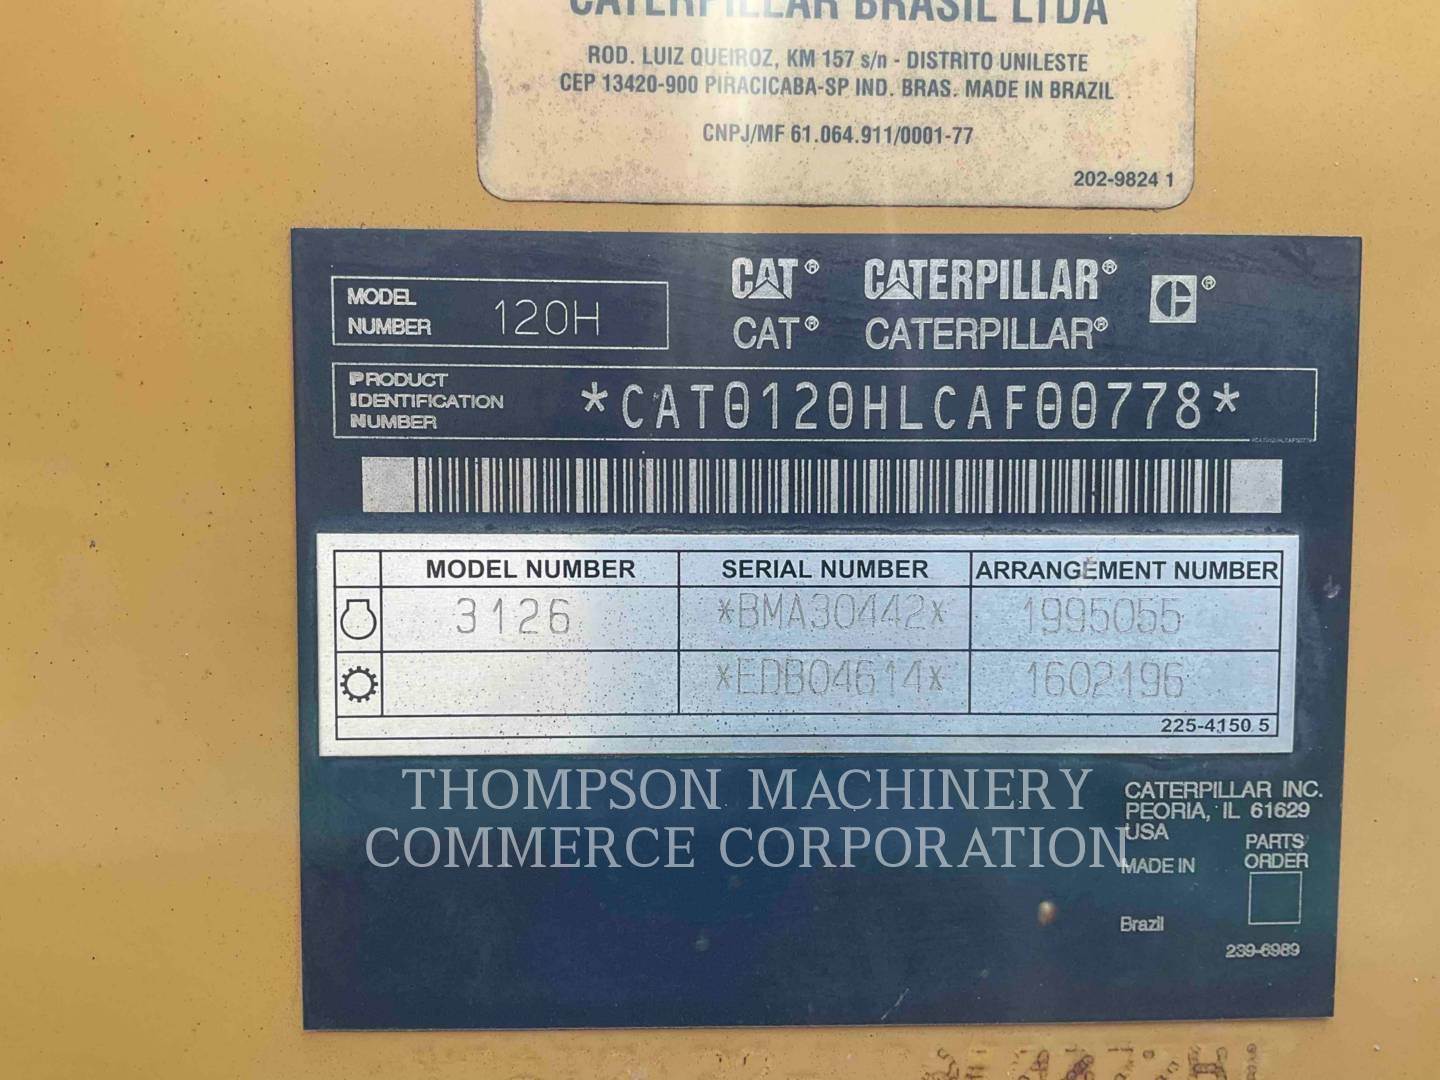 CATERPILLAR BRASIL LTDA
ROD. LUIZ QUEIROZ, KM 157 s/n - DISTRITO UNILESTE
CEP 13420-900 PIRACICABA-SP IND. BRAS. MADE IN BRAZIL
CNPJ/MF 61.064.911/0001-77
202-9824 1
MODEL NUMBER 120H
CAT® CATERPILLAR® ®
CAT® CATERPILLAR®
PRODUCT IDENTIFICATION NUMBER *CAT0120HLCAF00778*
MODEL NUMBER SERIAL NUMBER ARRANGEMENT NUMBER
3126 *BMA30442* 1995055
*EDB04614* 1602196
225-4150 5
THOMPSON MACHINERY
COMMERCE CORPORATION
CATERPILLAR INC.
PEORIA, IL 61629
USA
MADE IN
Brazil
PARTS
ORDER
239-6989